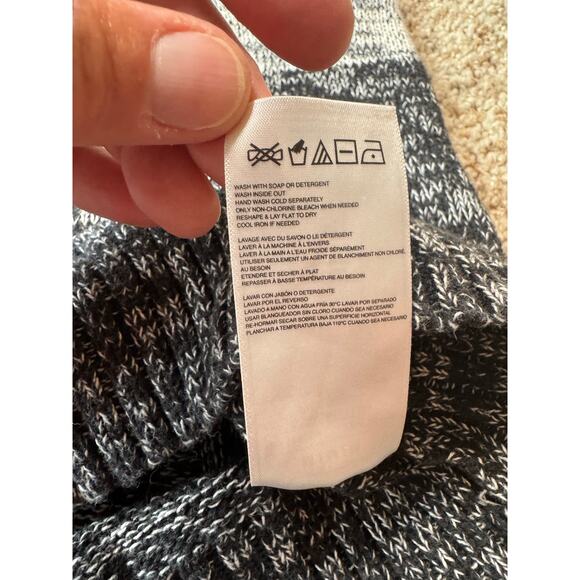 WASH WITH SOAP OR DETERGENT
WASH INSIDE OUT
HAND WASH COLD SEPARATELY
ONLY NON-CHLORINE BLEACH WHEN NEEDED
RESHAPE & LAY FLAT TO DRY
COOL IRON IF NEEDED
LAVAGE AVEC DU SAVON O LE DÉTERGENT
LAVER À LA MACHINE À L'ENVERS
LAVER À LA MAIN A L'EAU FROIDE SÉPARÉMENT
UTILISER SEULEMENT UN AGENT DE BLANCHIMENT NON CHLORÉ,
AU BESOIN
ETENDRE ET SÉCHER À PLAT
REPASSER À BASSE TEMPÉRATURE AU BESOIN
LAVAR CON JABÓN O DETERGENTE
LAVAR POR EL REVERSO
LAVADO A MANO CON AGUA FRÍA 30°C LAVAR POR SEPARADO
USAR BLANQUEADOR SIN CLORO CUANDO SEA NECESARIO
RE-HORMAR SECAR SOBRE UNA SUPERFICIE HORIZONTAL
PLANCHAR A TEMPERATURA BAJA 110°C CUANDO SEA NECESARIO